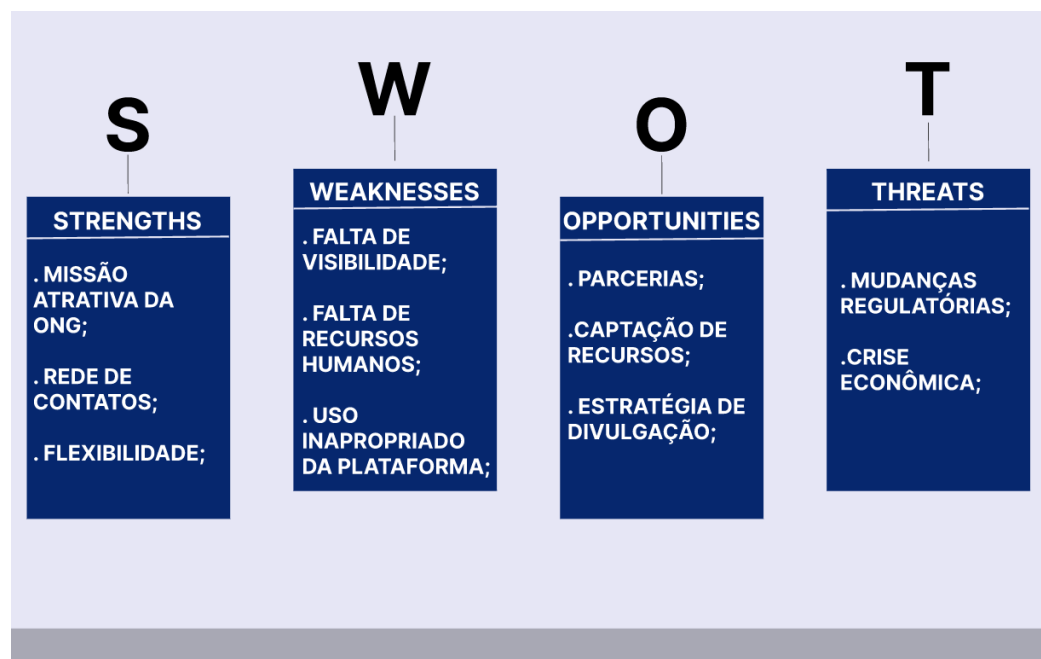 S
STRENGTHS
. MISSÃO
ATRATIVA DA
ONG;
. REDE DE
CONTATOS;
. FLEXIBILIDADE;
W
WEAKNESSES
. FALTA DE
VISIBILIDADE;
. FALTA DE
RECURSOS
HUMANOS;
. USO
INAPROPRIADO
DA PLATAFORMA;
O
OPPORTUNITIES
. PARCERIAS;
.CAPTAÇÃO DE
RECURSOS;
. ESTRATÉGIA DE
DIVULGAÇÃO;
T
THREATS
. MUDANÇAS
REGULATÓRIAS;
.CRISE
ECONÔMICA;